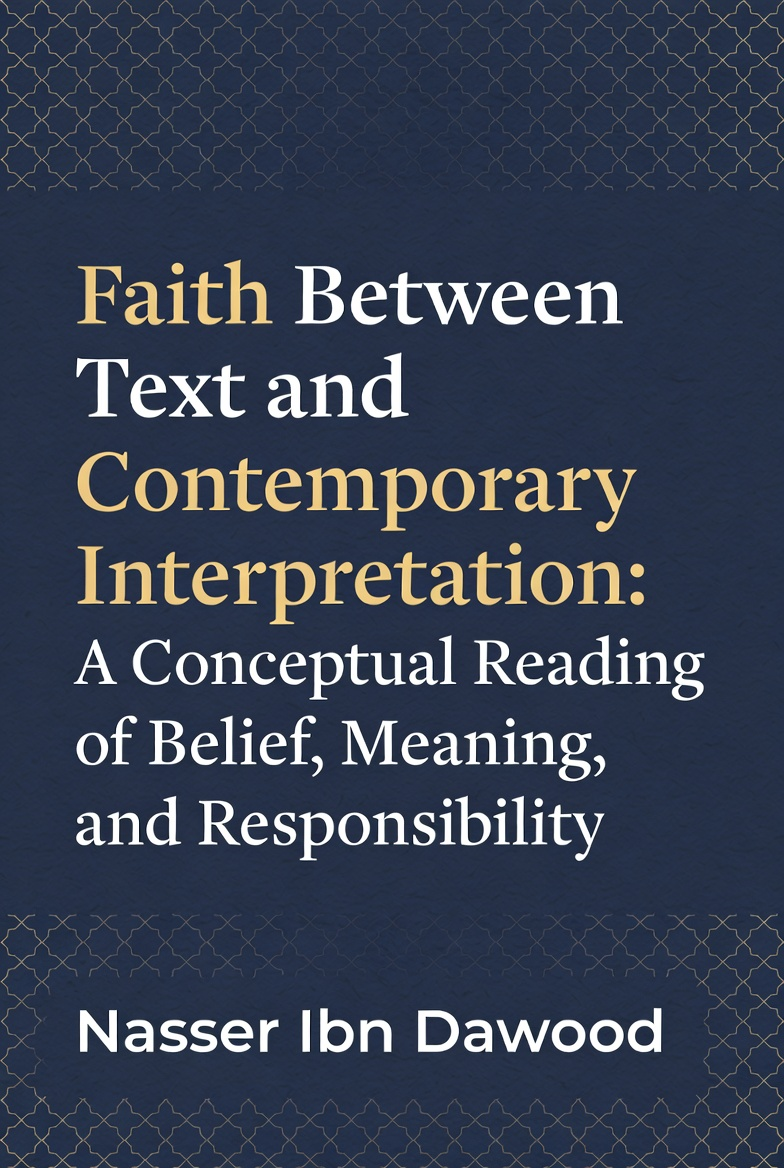 Faith Between
Text and
Contemporary
Interpretation:
A Conceptual Reading
of Belief, Meaning,
and Responsibility
Nasser Ibn Dawood